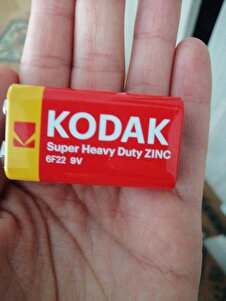 KODAK
Super Heavy Duty ZINC
6F22 9V